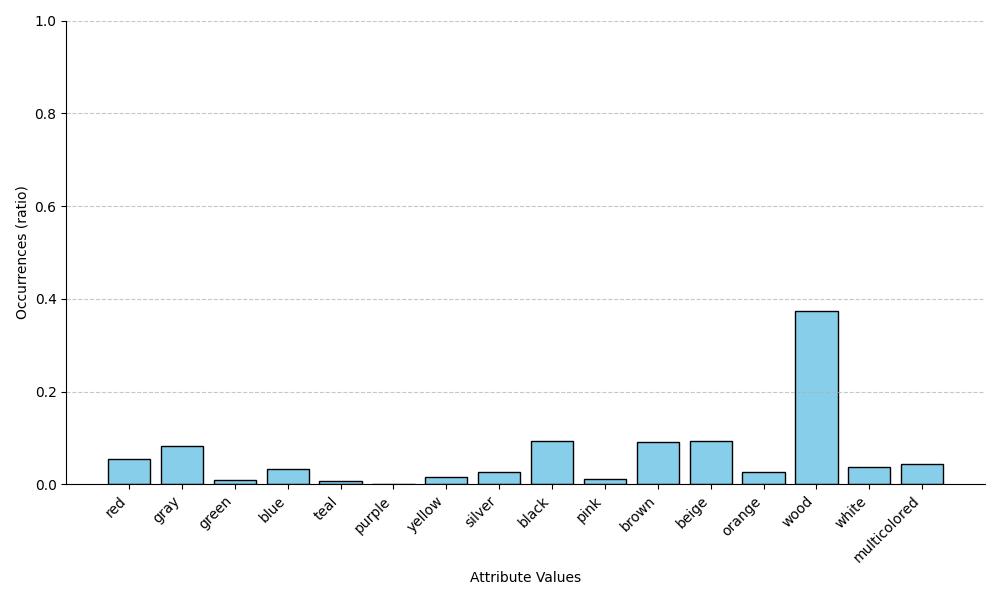 1.0
0.8
0.6
0.4
0.2
0.0
Occurrences (ratio)
red
gray
green
blue
teal
purple
yellow
silver
black
pink
brown
beige
orange
wood
white
multicolored
Attribute Values